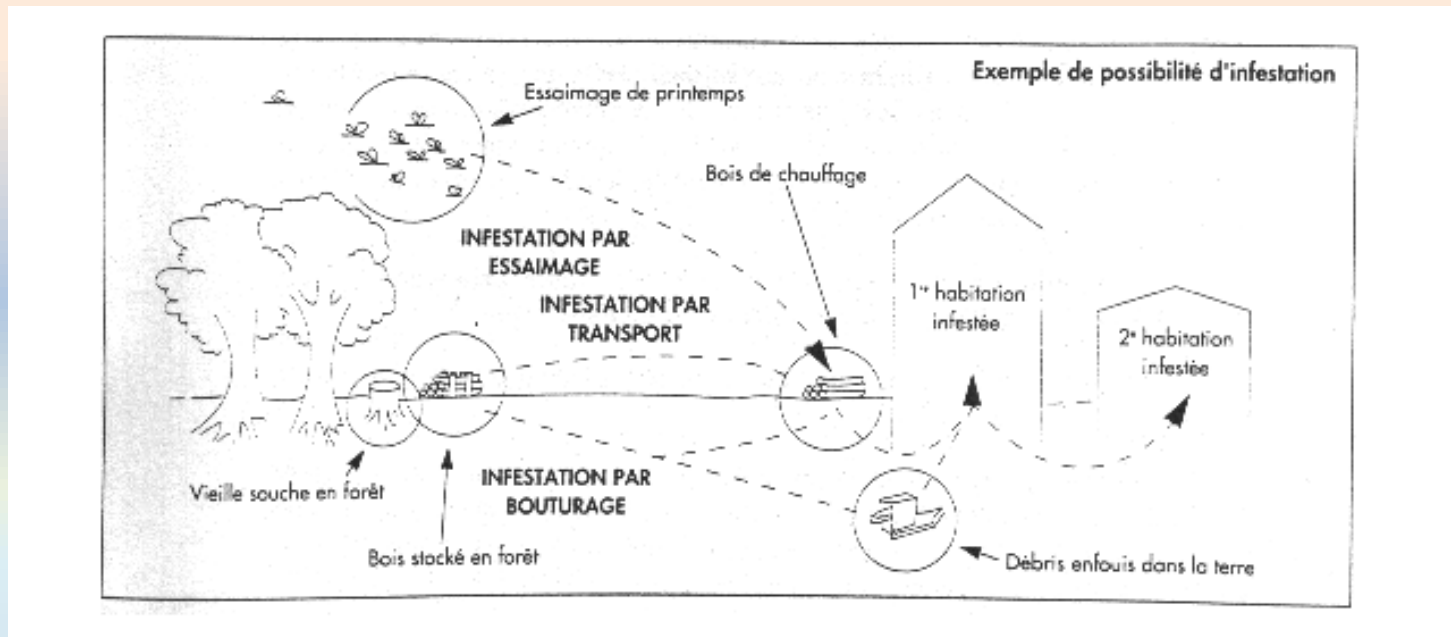 Exemple de possibilité d'infestation
Essaimage de printemps
Bois de chauffage
INFESTATION PAR
ESSAIMAGE
1re habitation
infestée
INFESTATION PAR
TRANSPORT
2e habitation
infestée
Vieille souche en forêt
INFESTATION PAR
BOUTURAGE
Bois stocké en forêt
Débris enfouis dans la terre